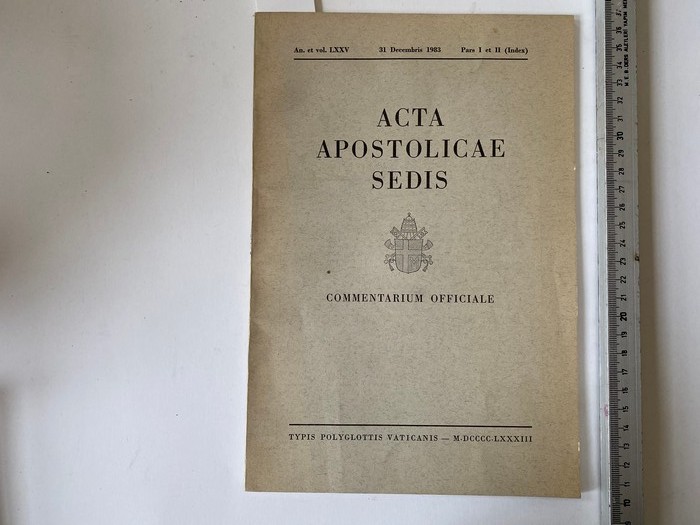 An. et vol. LXXV 31 Decembris 1983 Pars I et II (Index)
ACTA
APOSTOLICAE
SEDIS
COMMENTARIUM OFFICIALE
TYPIS POLYGLOTTIS VATICANIS — M·DCCCC·LXXXIII